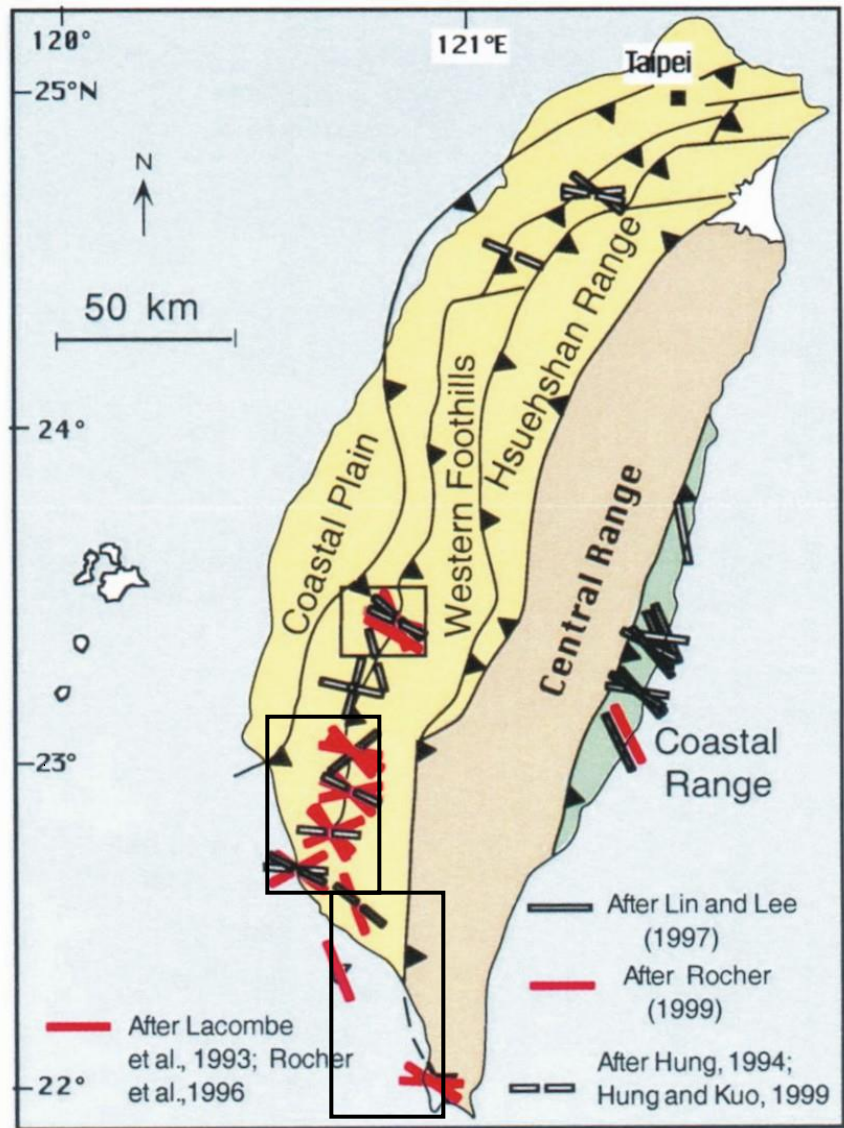 120°
121°E
Taipei
25°N
N
50 km
Hsuehshan Range
Western Foothills
Coastal Plain
24°
Central Range
Coastal
Range
23°
After Lin and Lee
(1997)
After Rocher
(1999)
After Lacombe
et al., 1993; Rocher
et al.,1996
After Hung, 1994;
Hung and Kuo, 1999
22°